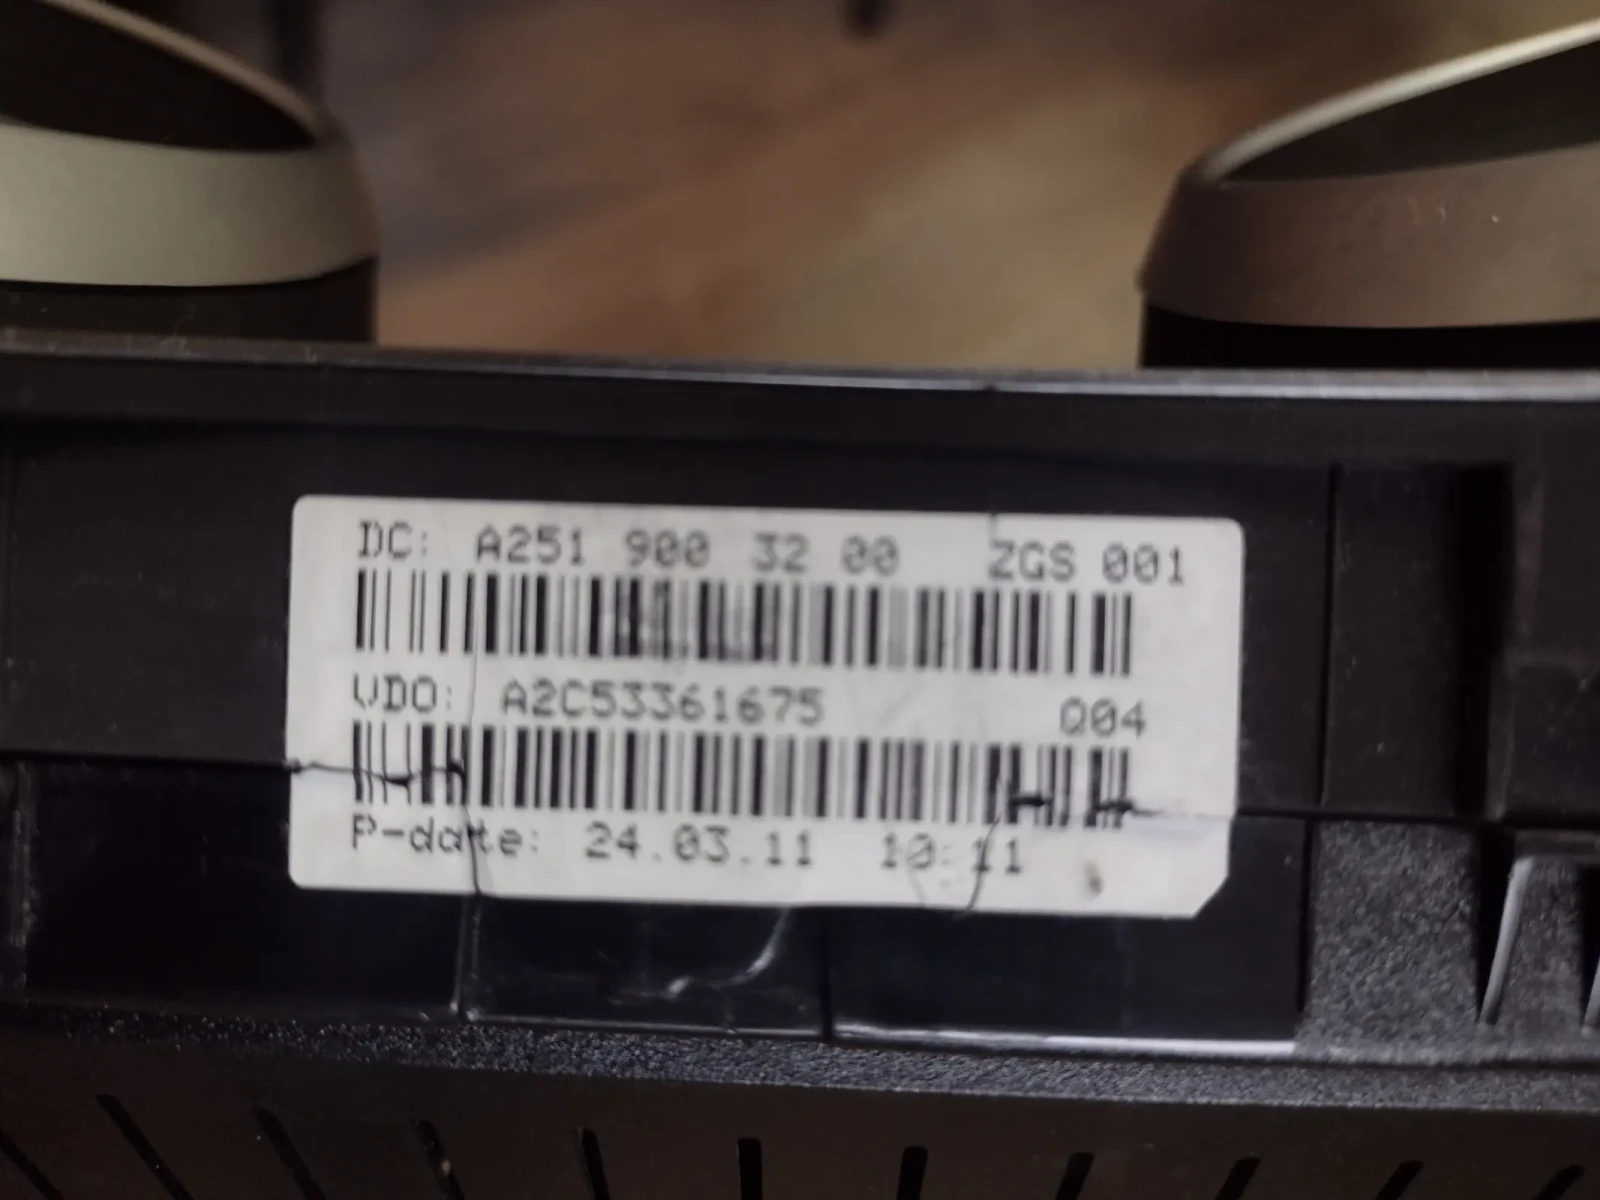 DC: A251 900 32 00 ZGS 001
VDO: A2C53361675 Q04
P-date: 24.03.11 10:11